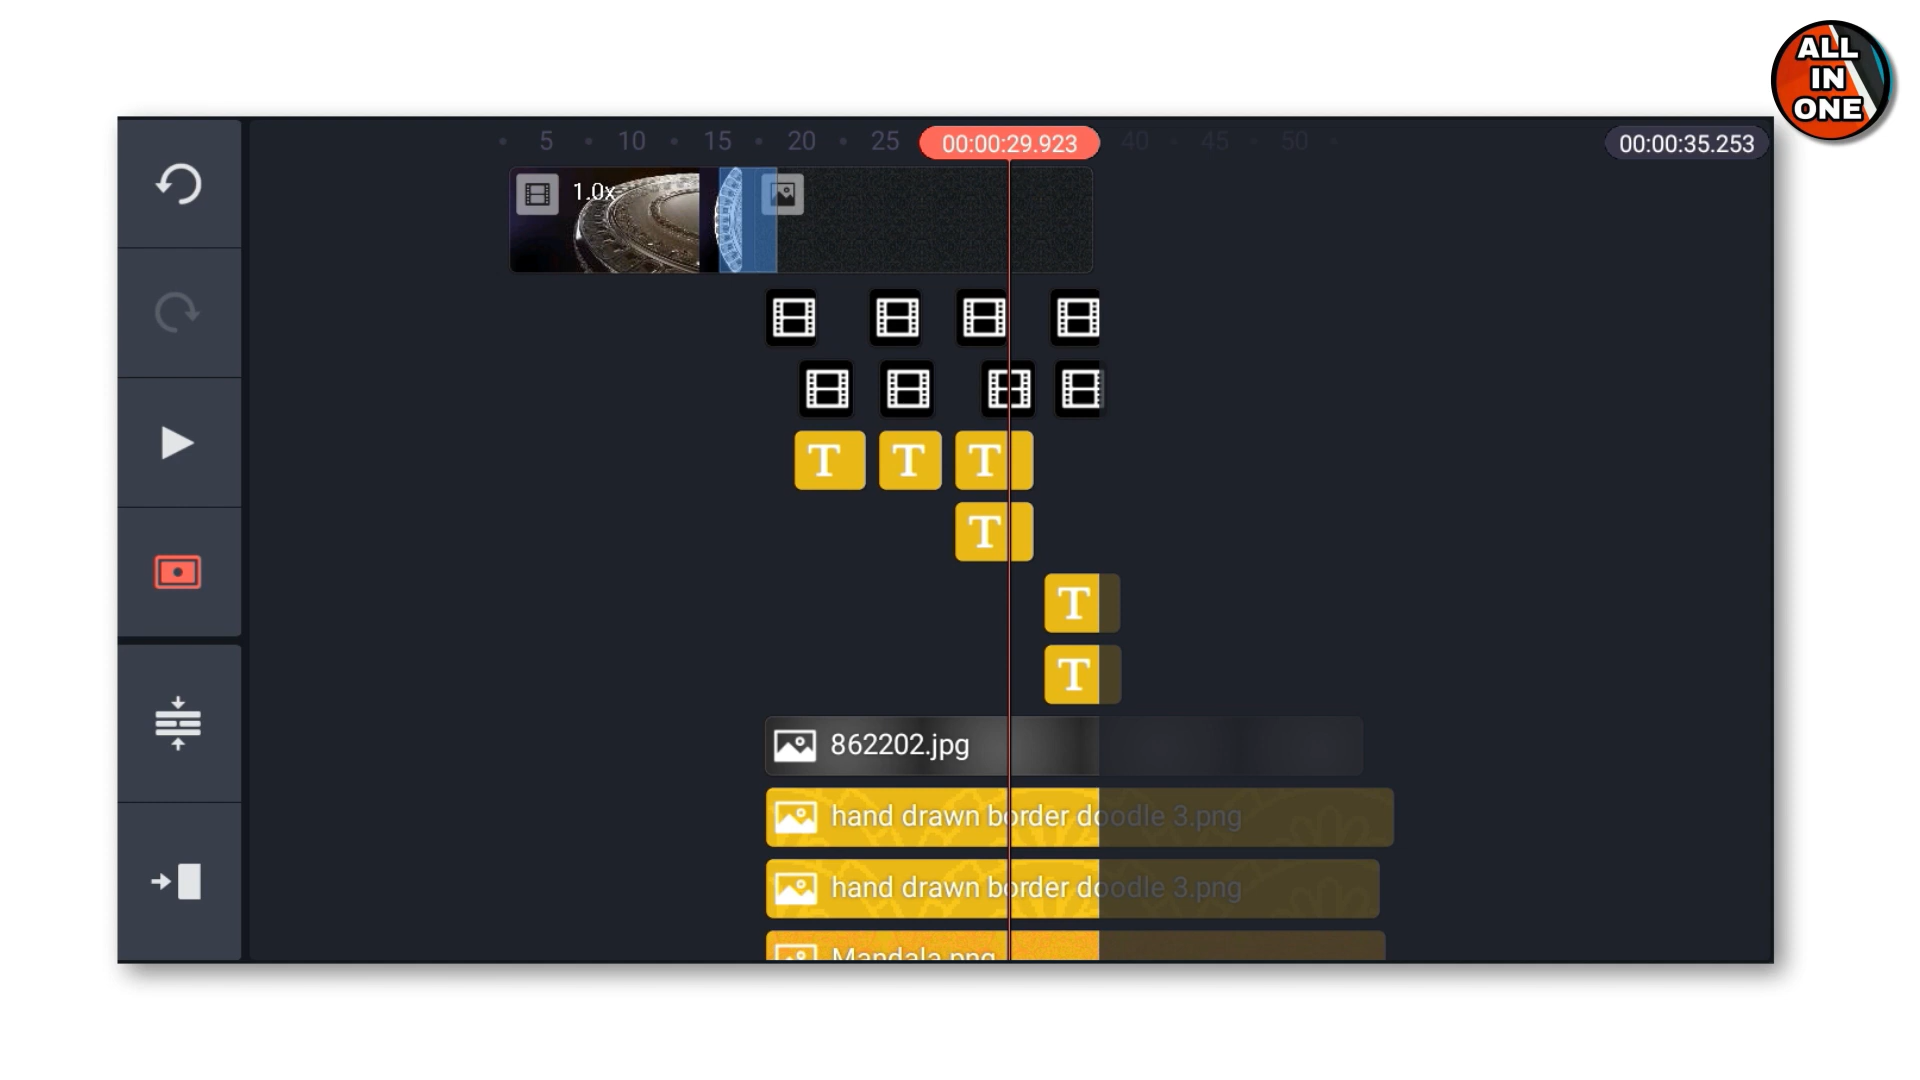 ALL
IN
ONE
5 10 15 20 25 00:00:29.923 40 45 50 00:00:35.253
1.0x
T T T
T
T
T
862202.jpg
hand drawn border doodle 3.png
hand drawn border doodle 3.png
Mandala.png